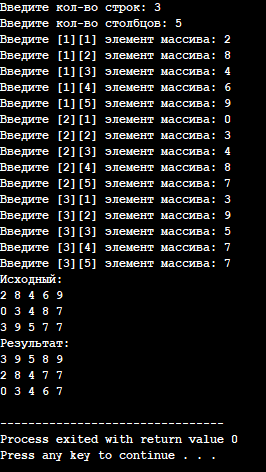 Введите кол-во строк: 3
Введите кол-во столбцов: 5
Введите [1][1] элемент массива: 2
Введите [1][2] элемент массива: 8
Введите [1][3] элемент массива: 4
Введите [1][4] элемент массива: 6
Введите [1][5] элемент массива: 9
Введите [2][1] элемент массива: 0
Введите [2][2] элемент массива: 3
Введите [2][3] элемент массива: 4
Введите [2][4] элемент массива: 8
Введите [2][5] элемент массива: 7
Введите [3][1] элемент массива: 3
Введите [3][2] элемент массива: 9
Введите [3][3] элемент массива: 5
Введите [3][4] элемент массива: 7
Введите [3][5] элемент массива: 7
Исходный:
2 8 4 6 9
0 3 4 8 7
3 9 5 7 7
Результат:
3 9 5 8 9
2 8 4 7 7
0 3 4 6 7
--------------------------------
Process exited with return value 0
Press any key to continue . . .